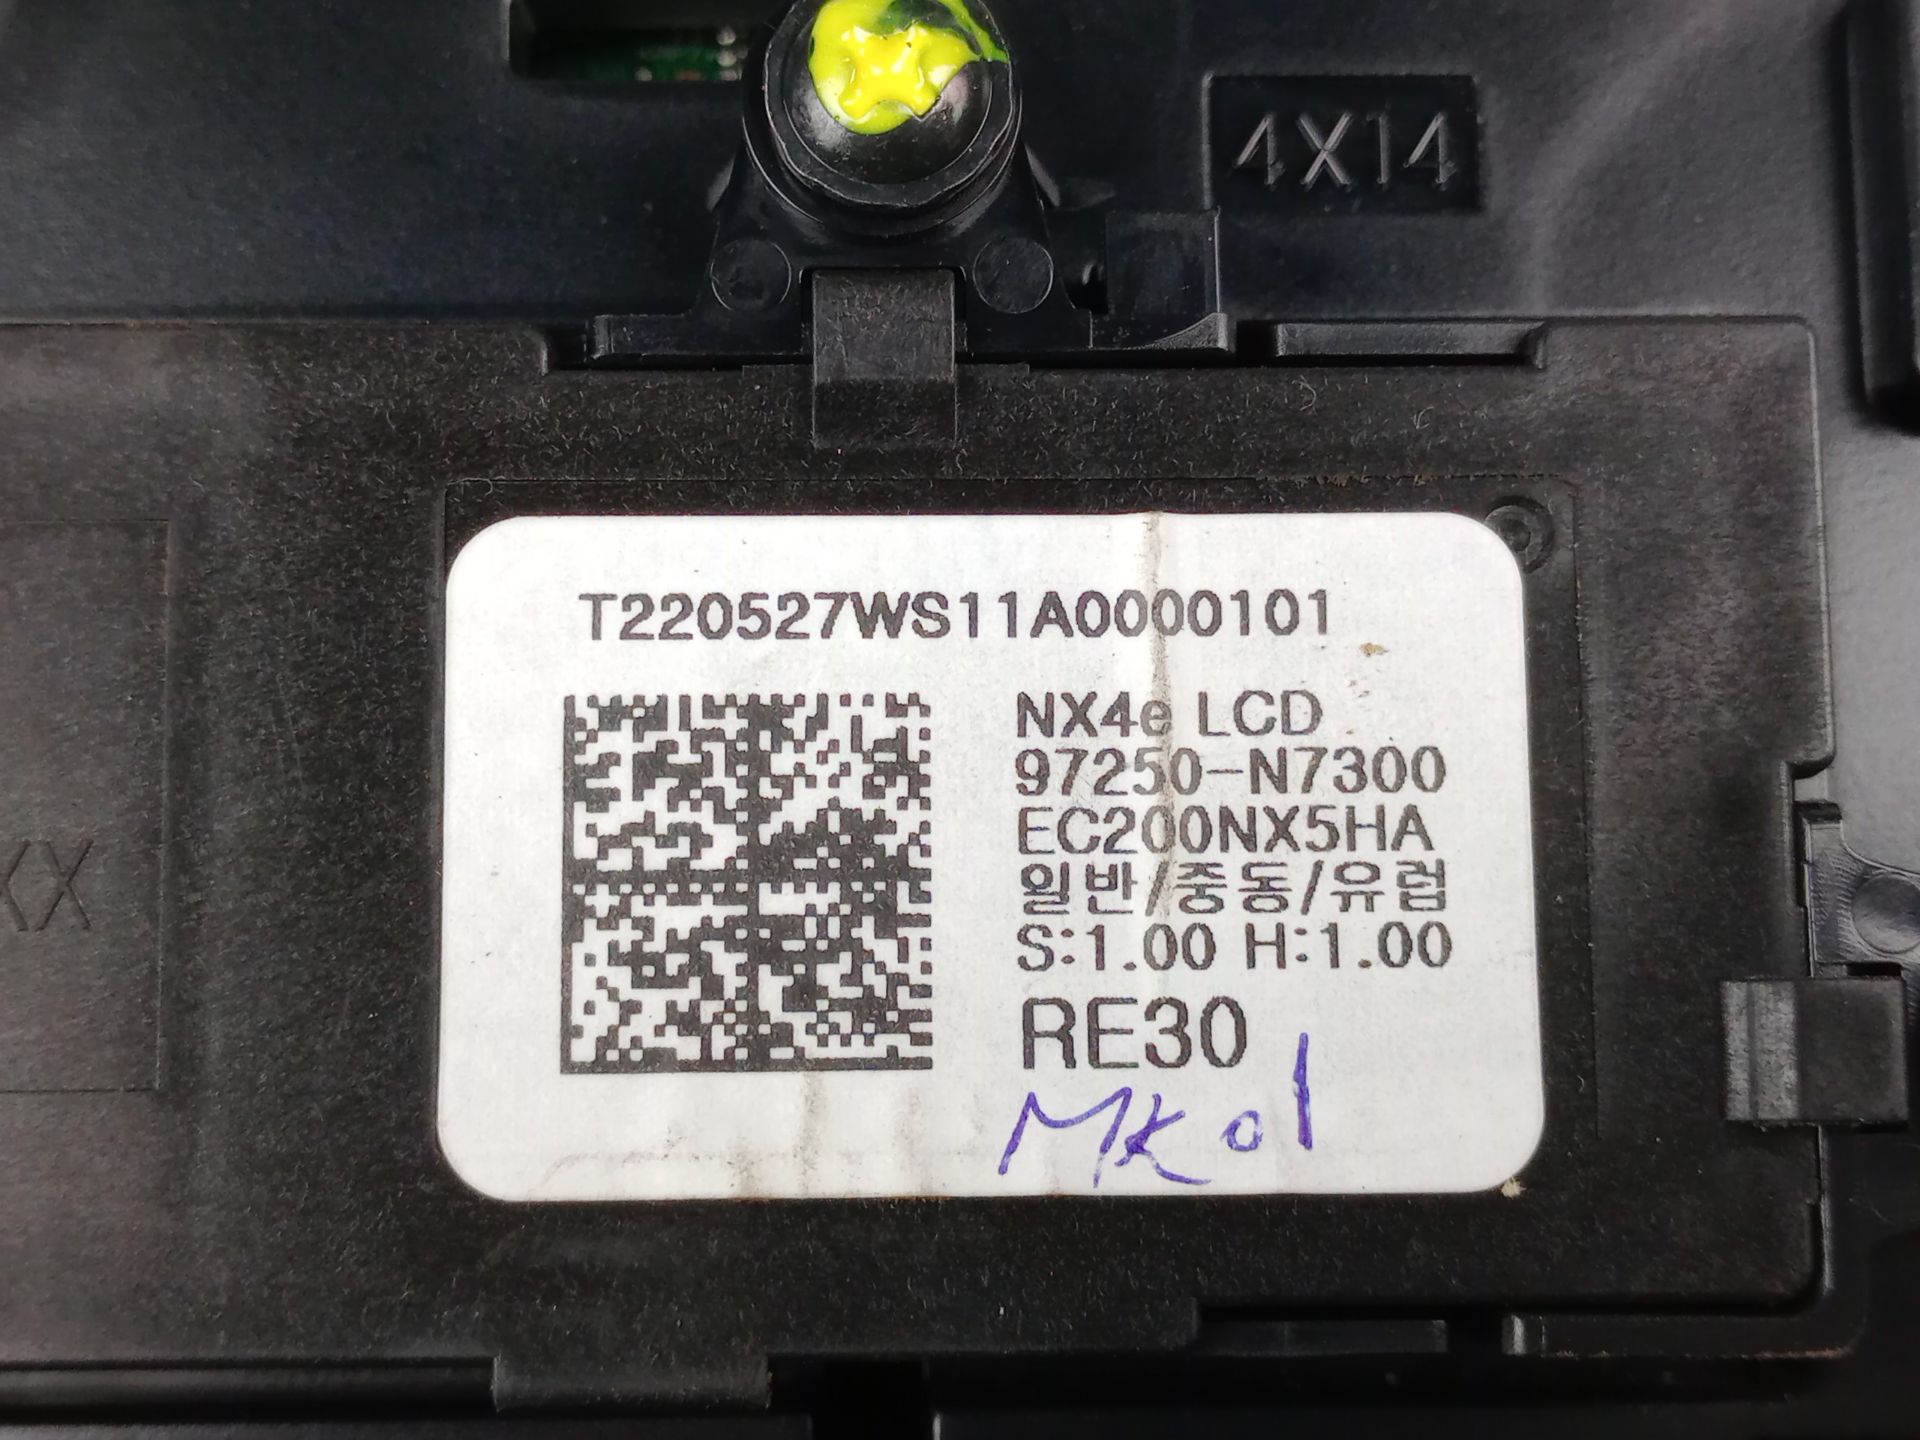 4X14
T220527WS11A0000101
NX4e LCD
97250-N7300
EC200NX5HA
일반/중동/유럽
S:1.00 H:1.00
XX
RE30
MK01